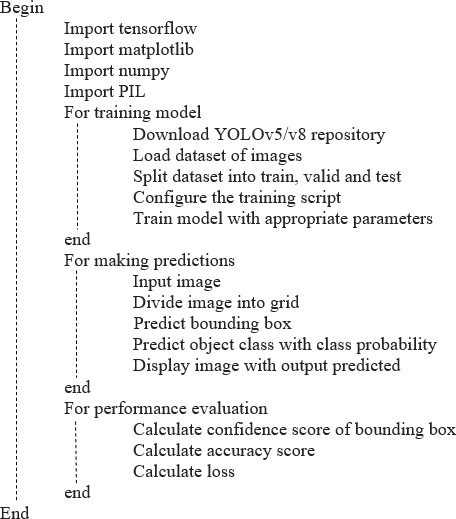 Begin
Import tensorflow
Import matplotlib
Import numpy
Import PIL
For training model
Download YOLOv5/v8 repository
Load dataset of images
Split dataset into train, valid and test
Configure the training script
Train model with appropriate parameters
end
For making predictions
Input image
Divide image into grid
Predict bounding box
Predict object class with class probability
Display image with output predicted
end
For performance evaluation
Calculate confidence score of bounding box
Calculate accuracy score
Calculate loss
end
End